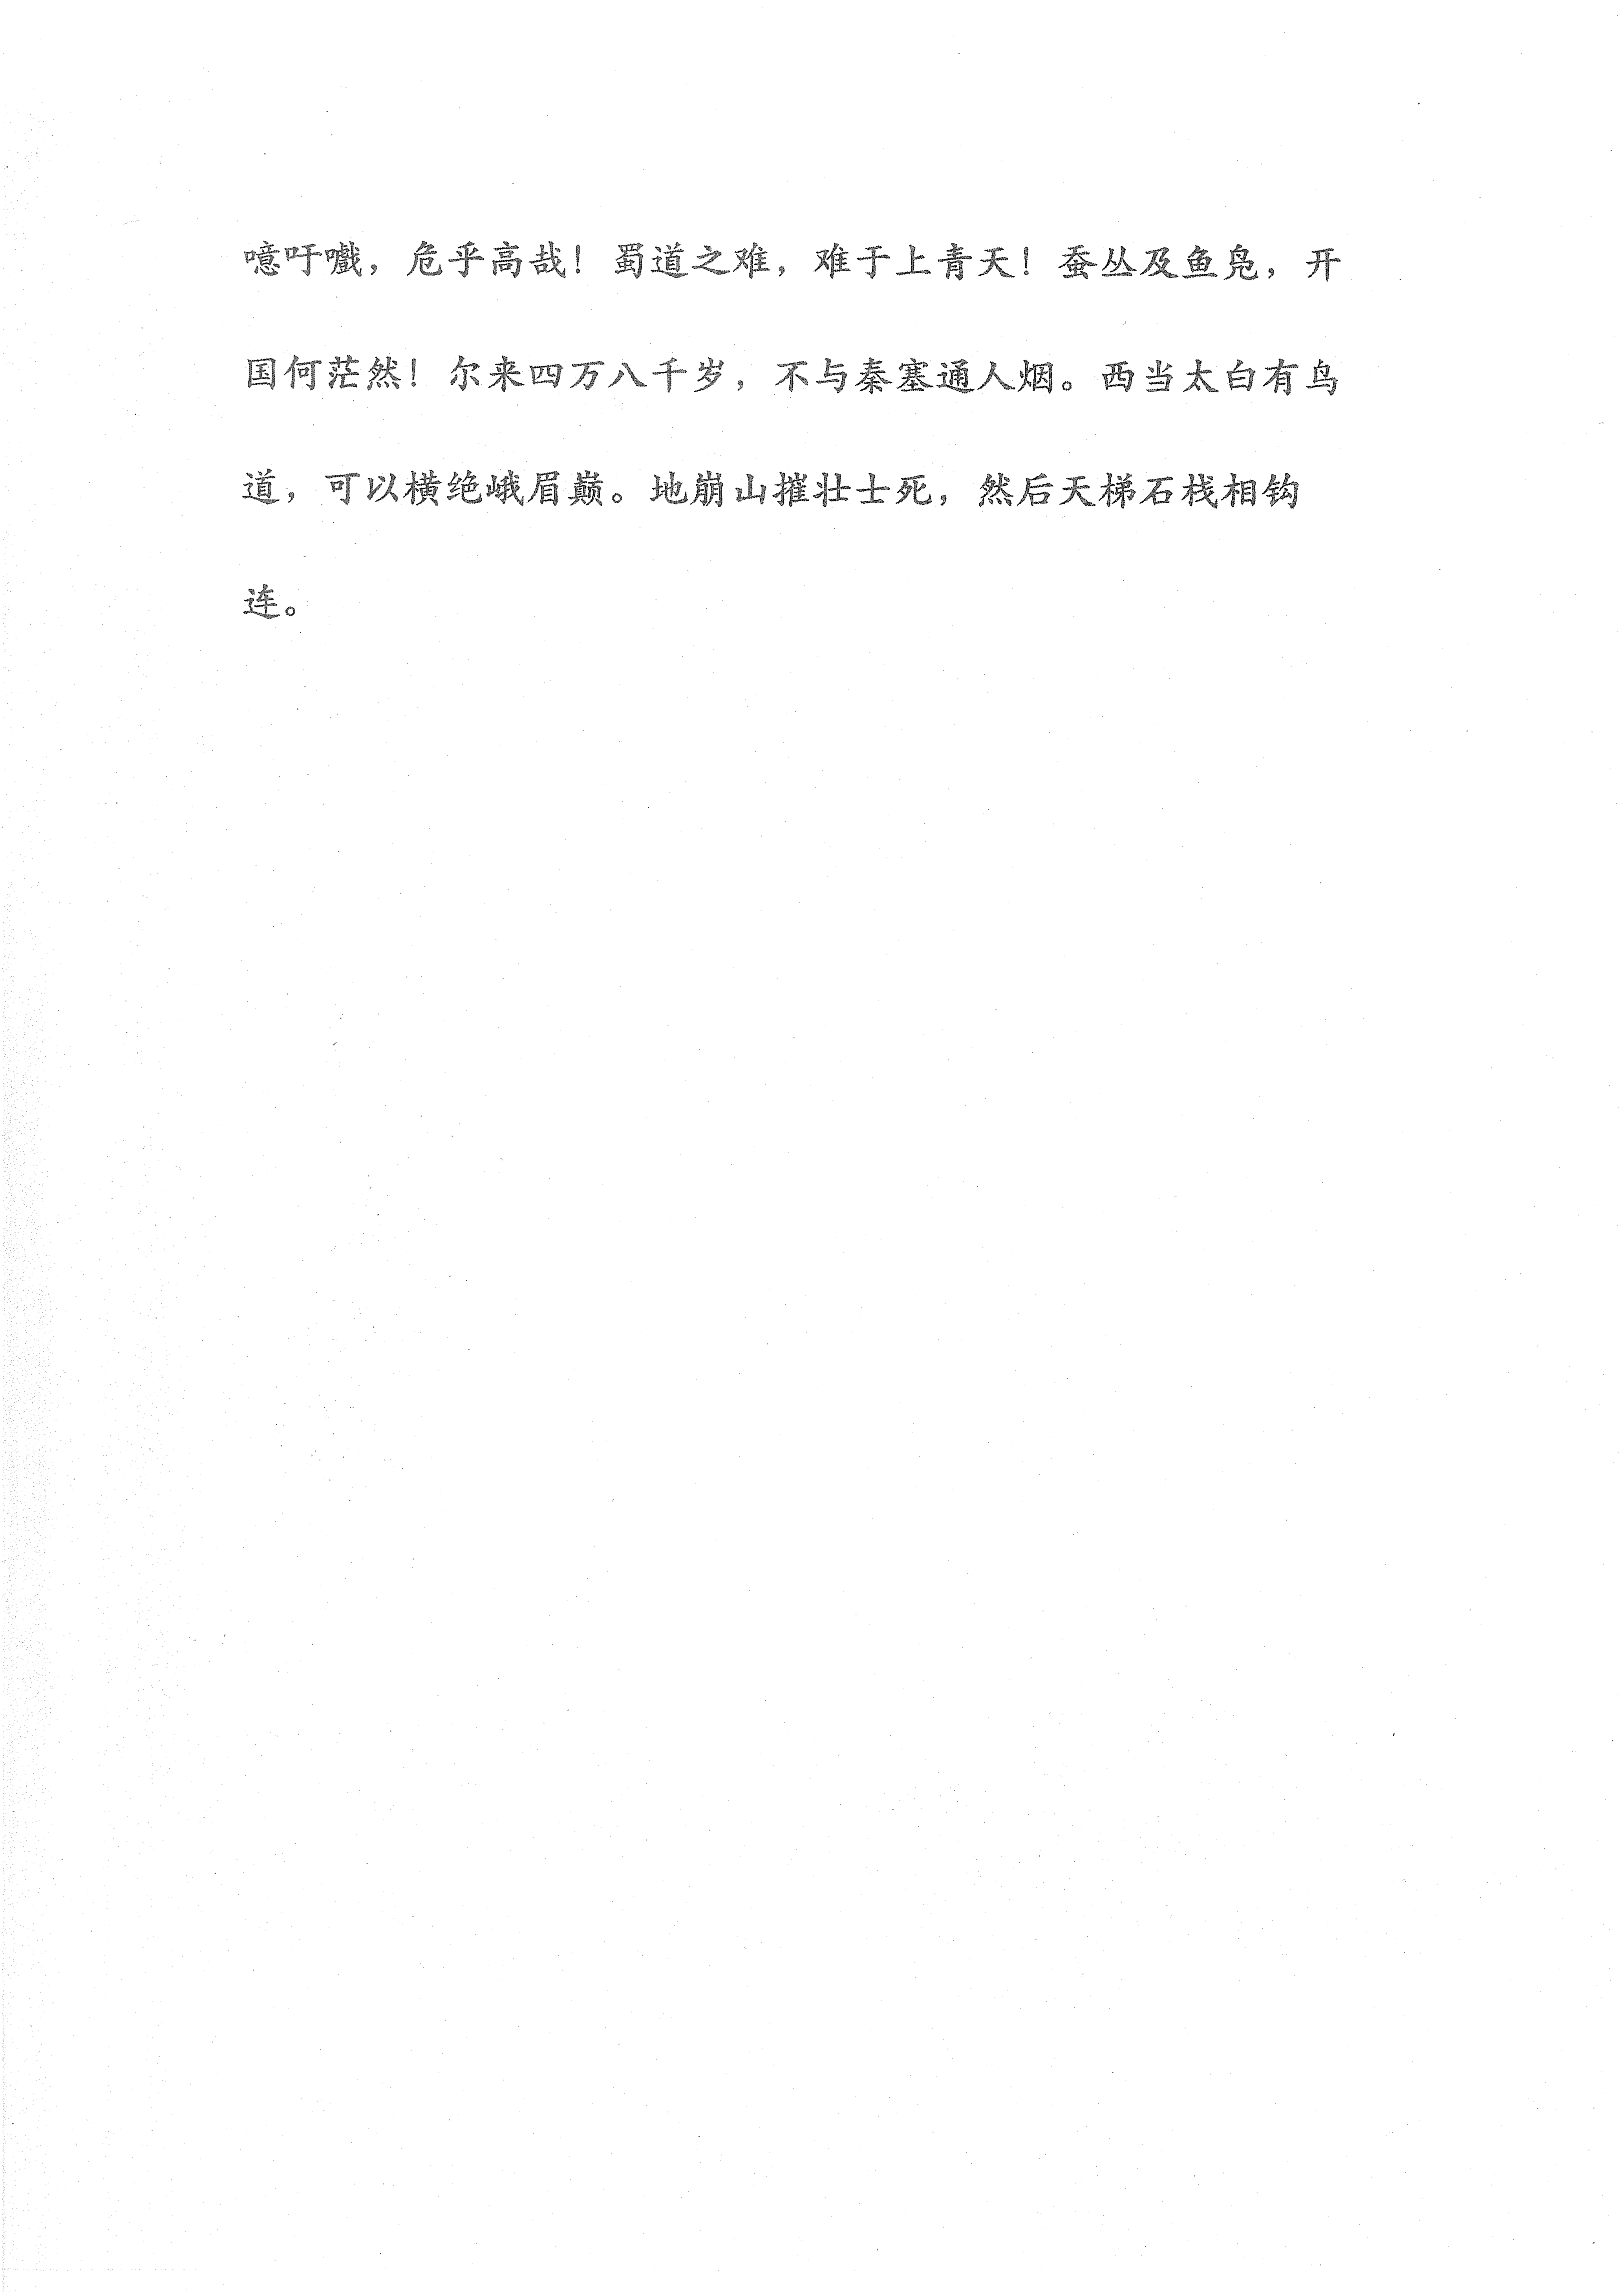 噫吁嚱，危乎高哉！蜀道之难，难于上青天！蚕丛及鱼凫，开
国何茫然！尔来四万八千岁，不与秦塞通人烟。西当太白有鸟
道，可以横绝峨眉巅。地崩山摧壮士死，然后天梯石栈相钩
连。